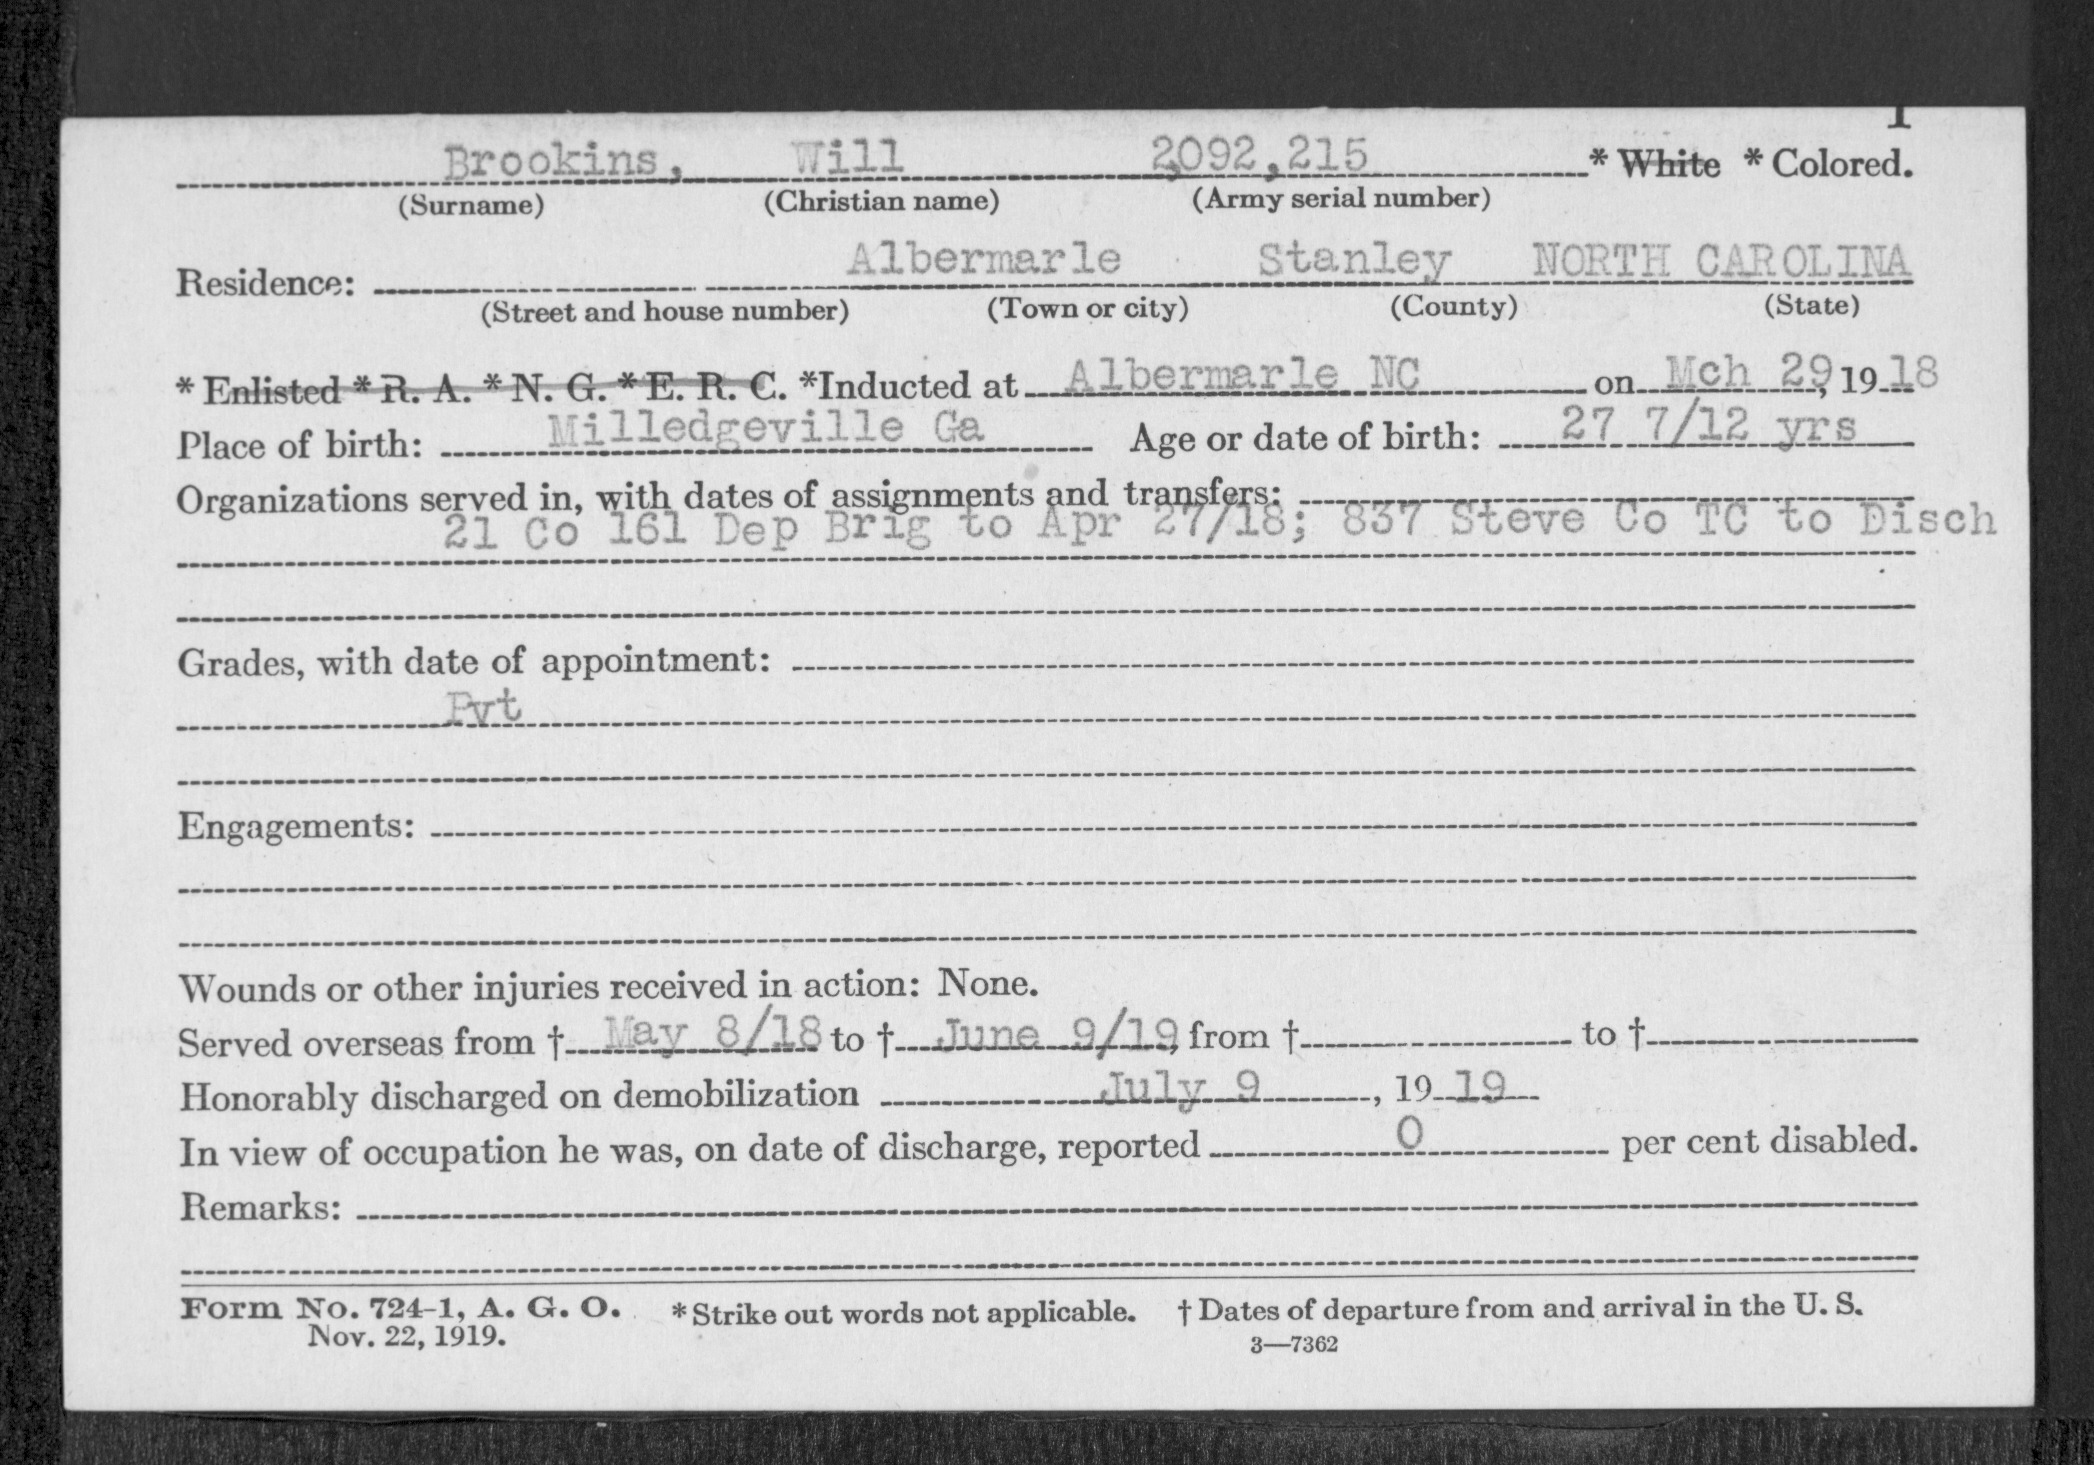 Brookins, Will 2,092,215 * White * Colored.
(Surname) (Christian name) (Army serial number)
Albermarle Stanley NORTH CAROLINA
Residence:
(Street and house number) (Town or city) (County) (State)
* Enlisted * R. A. * N. G. * E. R. C. *Inducted at Albermarle NC on Mch 29, 19 18
Place of birth: Milledgeville Ga Age or date of birth: 27 7/12 yrs
Organizations served in, with dates of assignments and transfers:
21 Co 161 Dep Brig to Apr 27/18; 837 Steve Co TC to Disch
Grades, with date of appointment:
Pvt
Engagements:
Wounds or other injuries received in action: None.
Served overseas from † May 8/18 to † June 9/19, from † to †
Honorably discharged on demobilization July 9, 19 19
In view of occupation he was, on date of discharge, reported 0 per cent disabled.
Remarks:
Form No. 724-1, A. G. O. * Strike out words not applicable. † Dates of departure from and arrival in the U. S.
Nov. 22, 1919. 3—7362